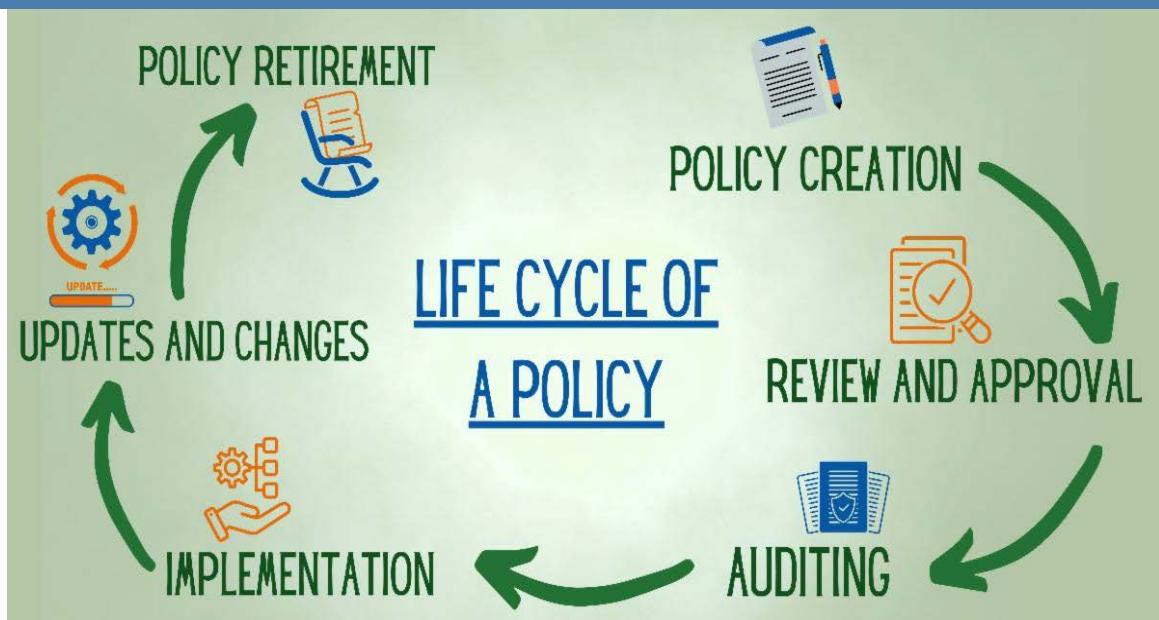 POLICY RETIREMENT
POLICY CREATION
LIFE CYCLE OF
A POLICY
REVIEW AND APPROVAL
AUDITING
IMPLEMENTATION
UPDATE.....
UPDATES AND CHANGES